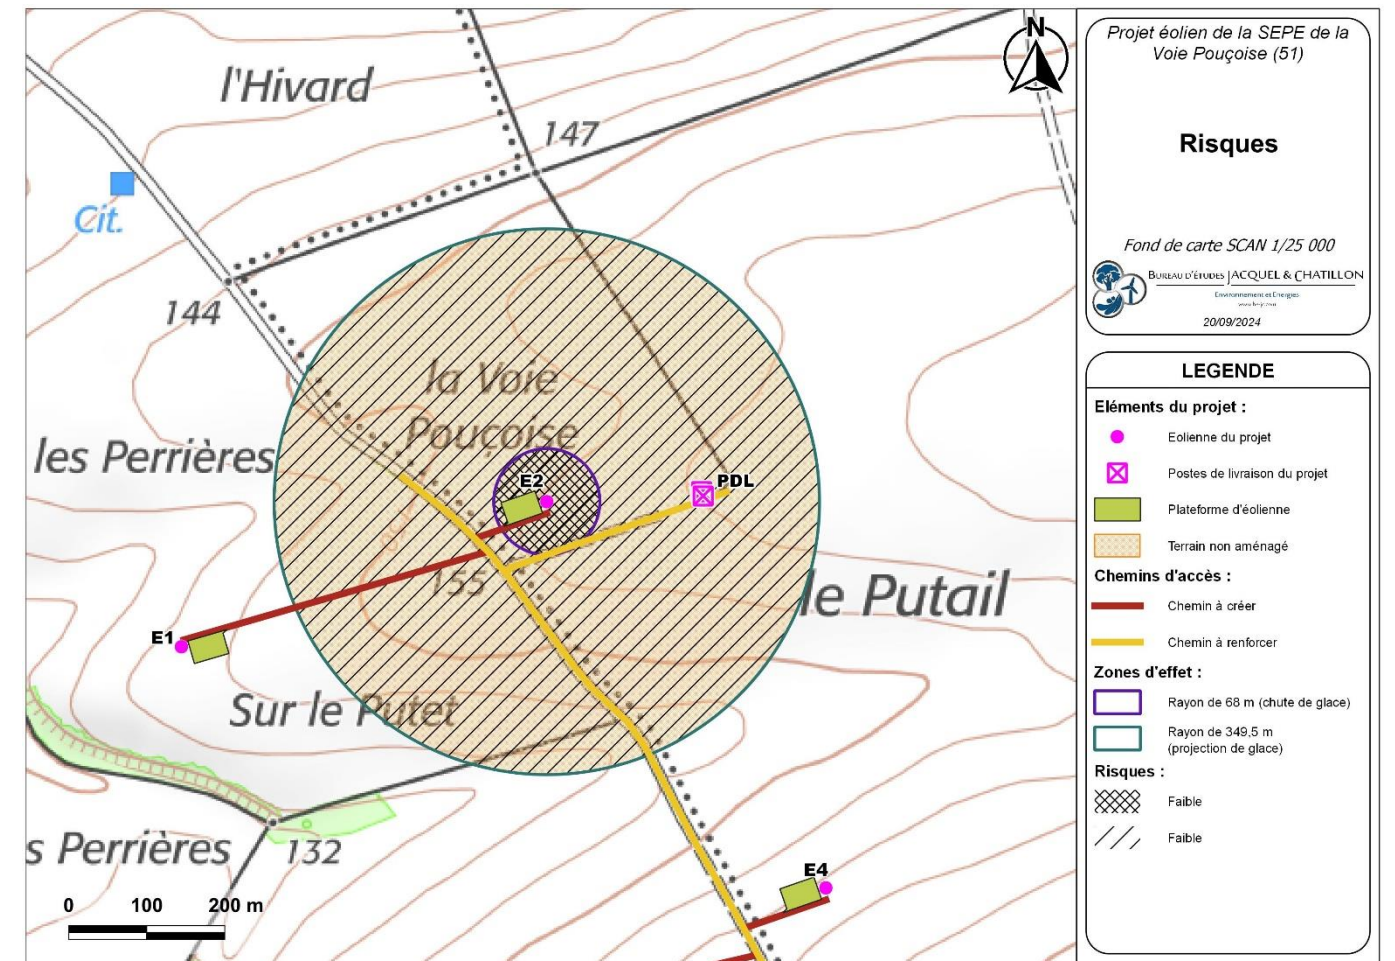 l'Hivard
147
Cit.
144
la Voie
Pouçoise
les Perrières
E2
PDL
155
le Putail
E1
Sur le Putet
s Perrières
132
E4
0 100 200 m
N
Projet éolien de la SEPE de la
Voie Pouçoise (51)
Risques
Fond de carte SCAN 1/25 000
BUREAU D'ÉTUDES JACQUEL & CHATILLON
Environnement et Energies
20/09/2024
LEGENDE
Eléments du projet :
Eolienne du projet
Postes de livraison du projet
Plateforme d'éolienne
Terrain non aménagé
Chemins d'accès :
Chemin à créer
Chemin à renforcer
Zones d'effet :
Rayon de 68 m (chute de glace)
Rayon de 349,5 m
(projection de glace)
Risques :
Faible
Faible